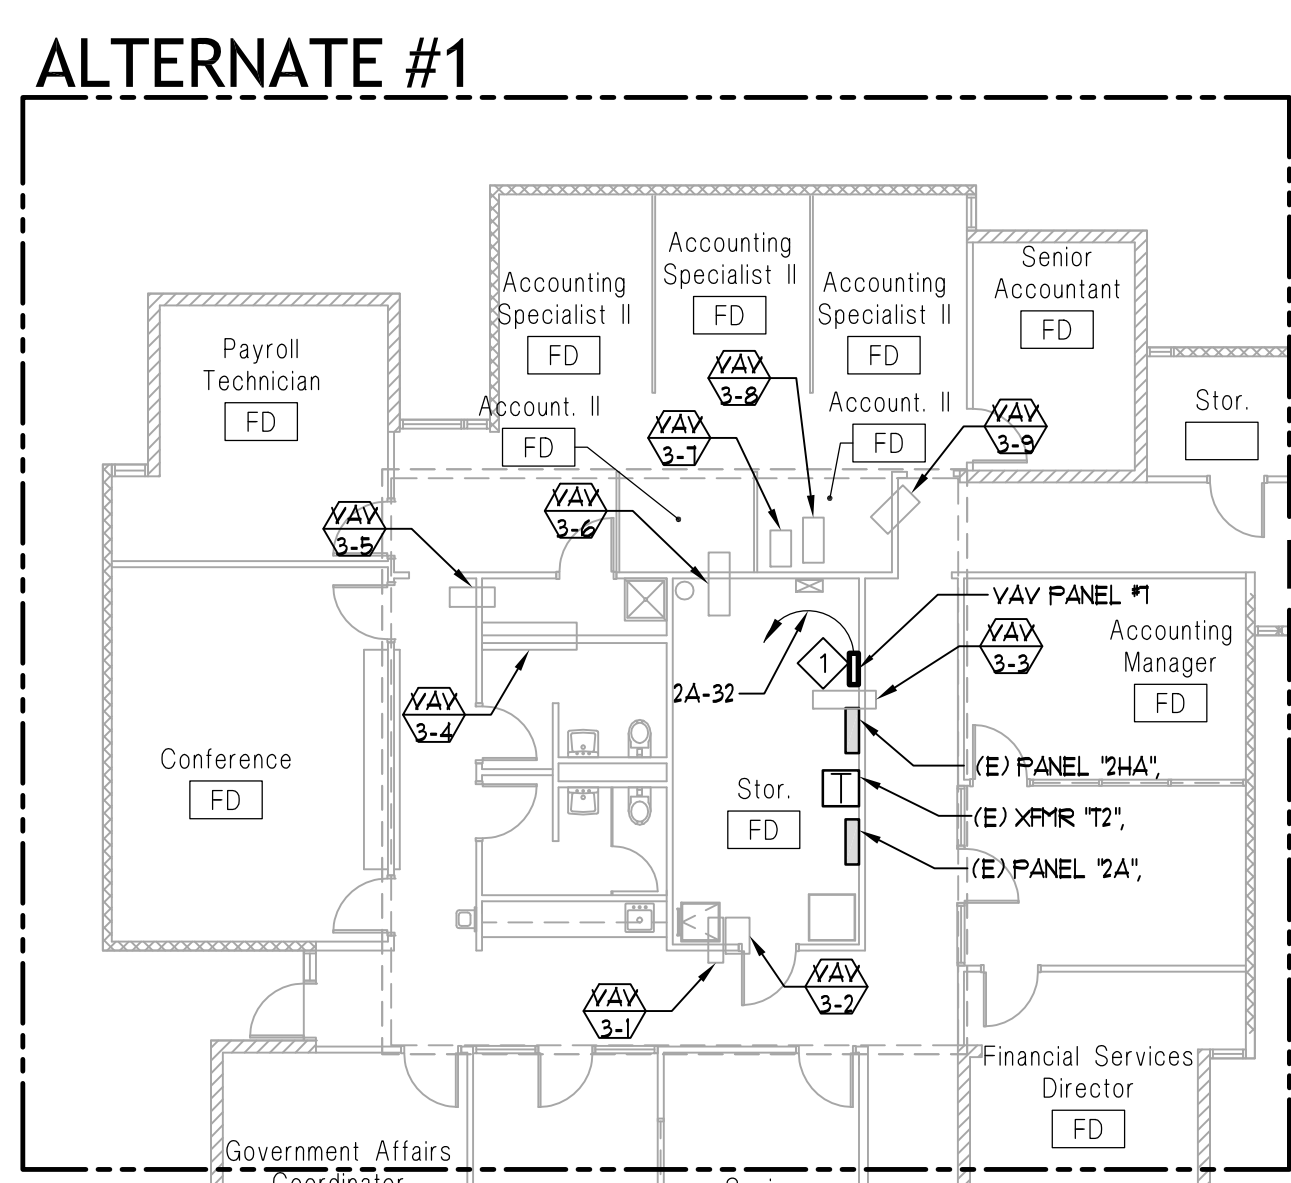 ALTERNATE #1
Accounting
Specialist II
FD
Accounting
Specialist II
FD
Accounting
Specialist II
FD
Senior
Accountant
FD
Payroll
Technician
FD
Stor.
Account. II
FD
Account. II
FD
VAV
3-8
VAV
3-7
VAV
3-9
VAV
3-6
VAV
3-5
VAV PANEL #7
VAV
3-3
Accounting
Manager
FD
1
2A-32
VAV
3-4
Conference
FD
(E) PANEL "2HA",
T
(E) XFMR "T2",
Stor.
FD
(E) PANEL "2A",
VAV
3-2
VAV
3-1
Financial Services
Director
FD
Government Affairs
Coordinator